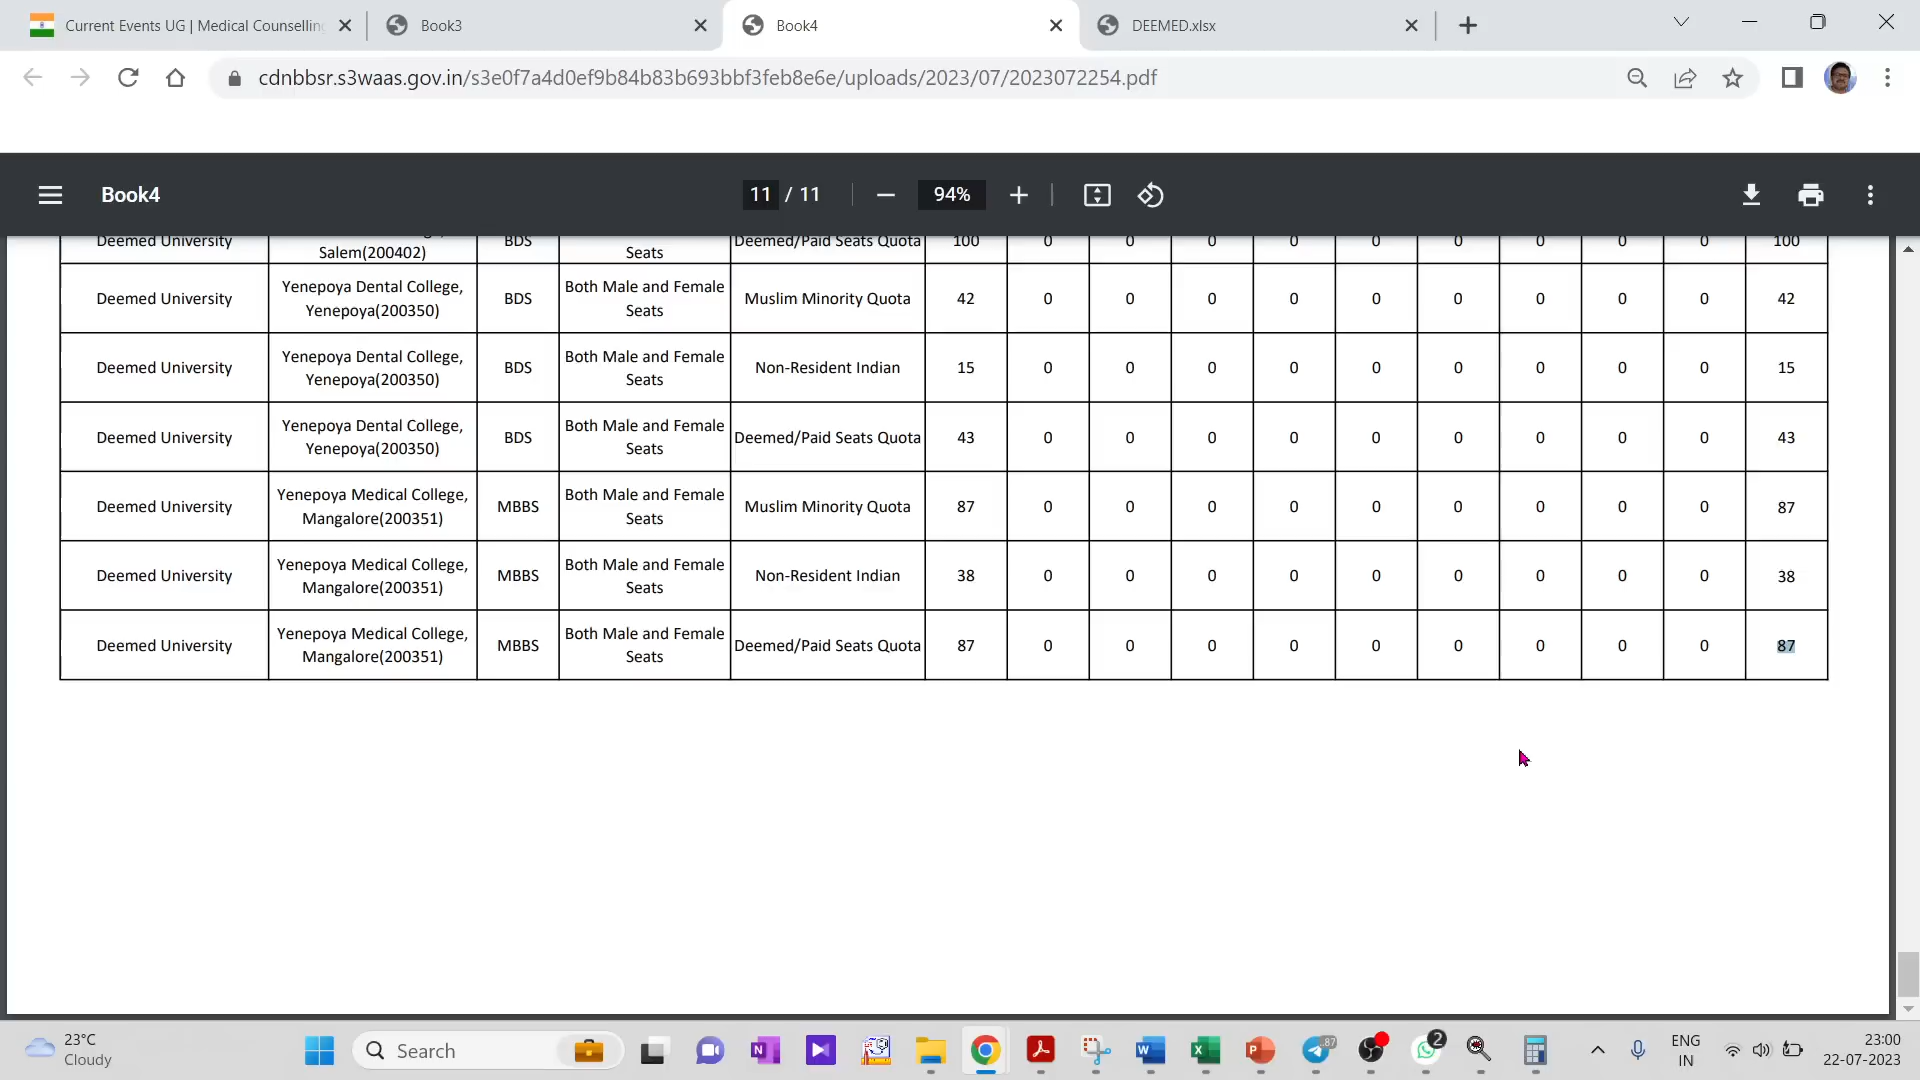 Current Events UG | Medical Counselling
Book3
Book4
DEEMED.xlsx
cdnbbsr.s3waas.gov.in/s3e0f7a4d0ef9b84b83b693bbf3feb8e6e/uploads/2023/07/2023072254.pdf
Book4
11 / 11
94%
Deemed University Salem(200402) BDS Seats Deemed/Paid Seats Quota 100 0 0 0 0 0 0 0 0 0 100
Deemed University Yenepoya Dental College, Yenepoya(200350) BDS Both Male and Female Seats Muslim Minority Quota 42 0 0 0 0 0 0 0 0 0 42
Deemed University Yenepoya Dental College, Yenepoya(200350) BDS Both Male and Female Seats Non-Resident Indian 15 0 0 0 0 0 0 0 0 0 15
Deemed University Yenepoya Dental College, Yenepoya(200350) BDS Both Male and Female Seats Deemed/Paid Seats Quota 43 0 0 0 0 0 0 0 0 0 43
Deemed University Yenepoya Medical College, Mangalore(200351) MBBS Both Male and Female Seats Muslim Minority Quota 87 0 0 0 0 0 0 0 0 0 87
Deemed University Yenepoya Medical College, Mangalore(200351) MBBS Both Male and Female Seats Non-Resident Indian 38 0 0 0 0 0 0 0 0 0 38
Deemed University Yenepoya Medical College, Mangalore(200351) MBBS Both Male and Female Seats Deemed/Paid Seats Quota 87 0 0 0 0 0 0 0 0 0 87
23°C
Cloudy
Search
87
2
ENG
IN
23:00
22-07-2023